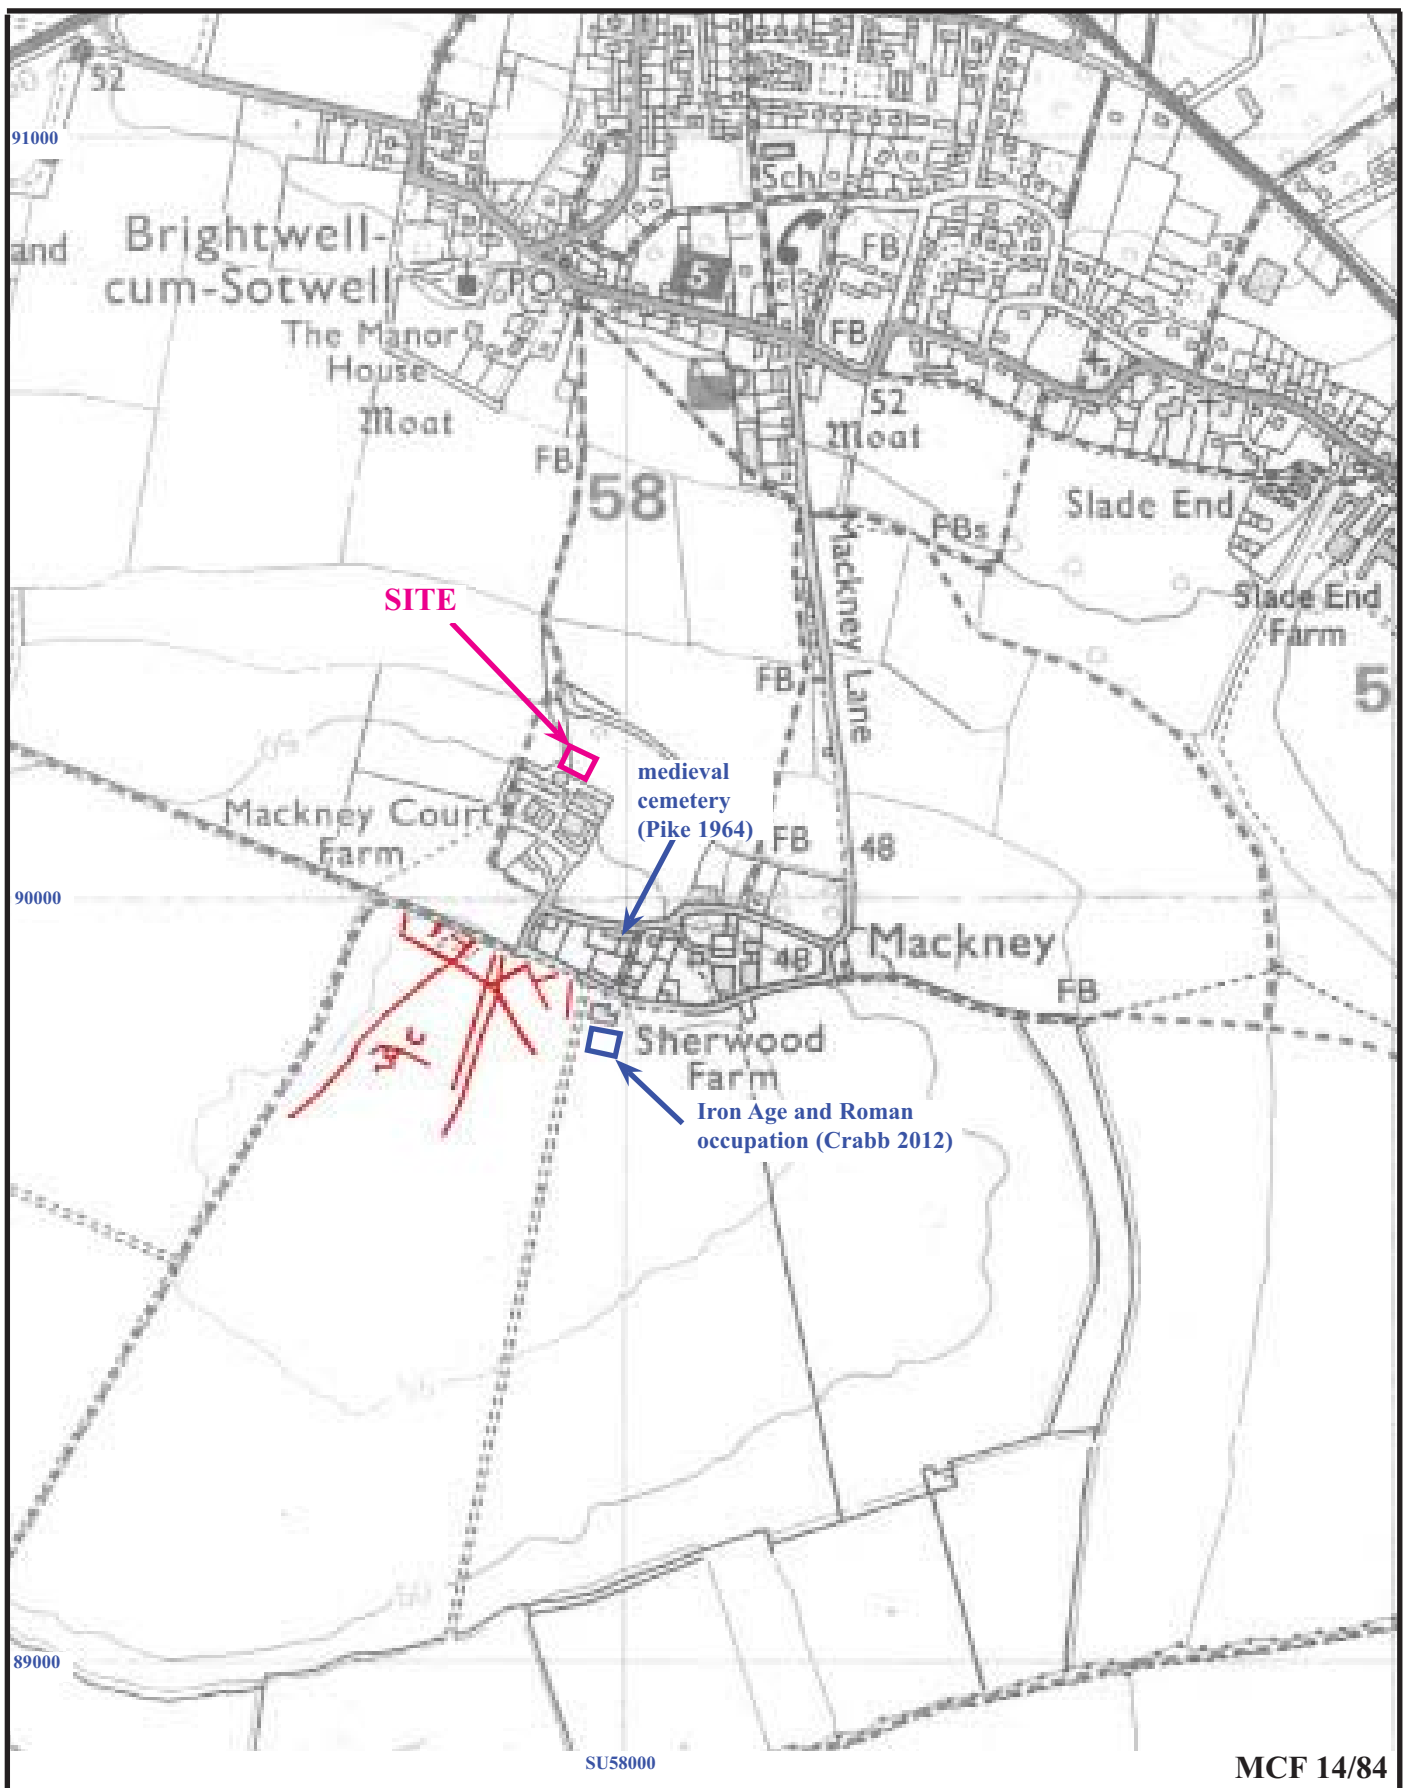 52
91000
Sch
Brightwell-
cum-Sotwell
and
FB
PO
5
The Manor
House
Moat
FB
52
Moat
FB
58
Slade End
FBs
Mackney Lane
SITE
Slade End
Farm
FB
5
medieval
cemetery
(Pike 1964)
Mackney Court
Farm
FB
48
90000
Mackney
48
FB
Sherwood
Farm
Iron Age and Roman
occupation (Crabb 2012)
50
89000
SU58000
MCF 14/84